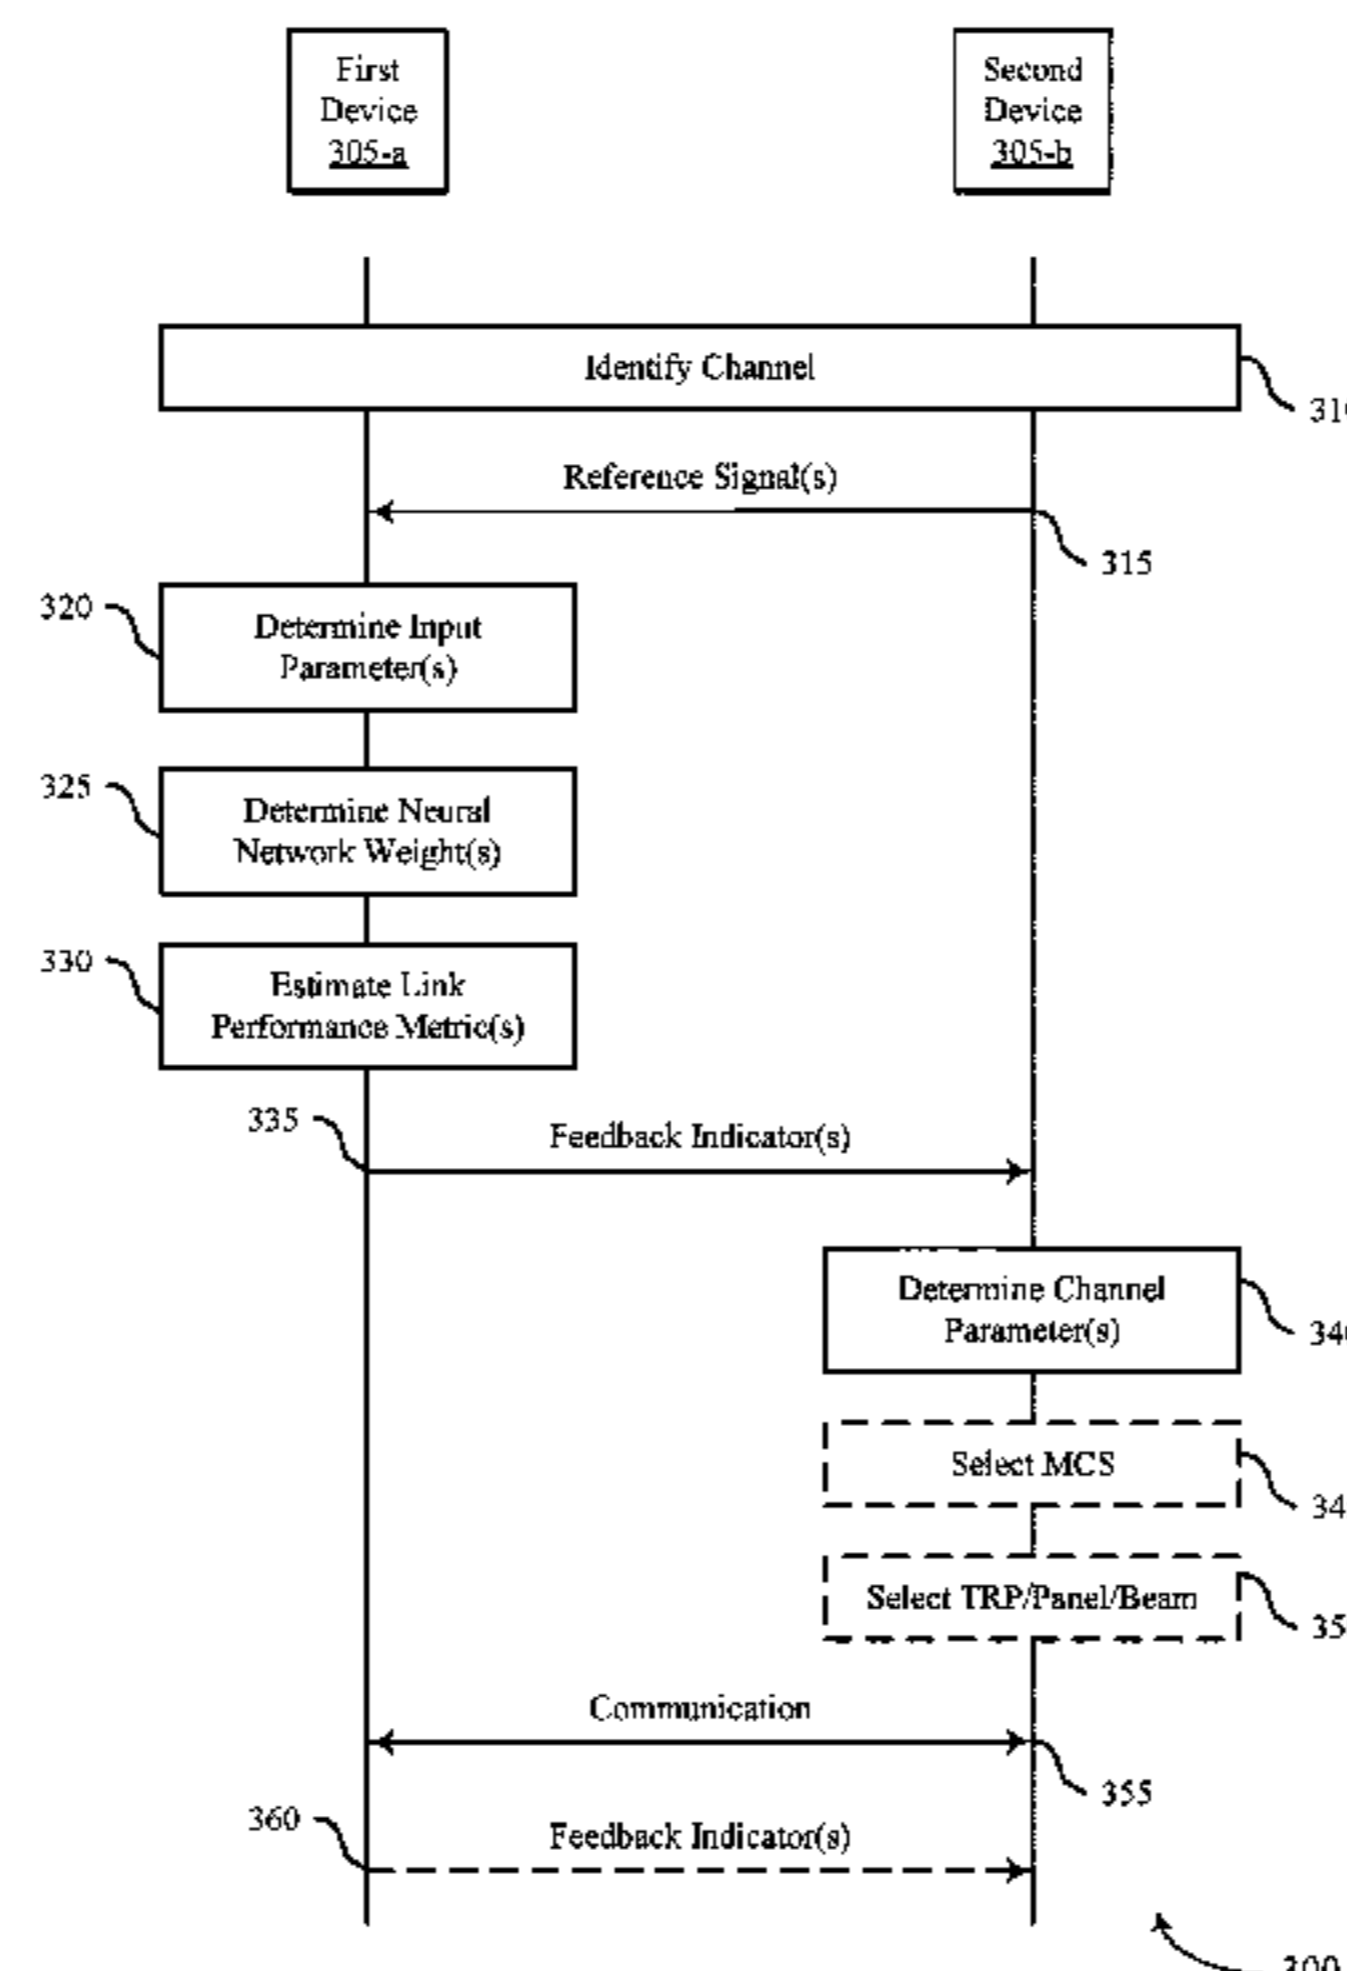 First
Device
305-a
Second
Device
305-b
Identify Channel
Reference Signal(s)
315
320
Determine Input
Parameter(s)
325
Determine Neural
Network Weight(s)
330
Estimate Link
Performance Metric(s)
335
Feedback Indicator(s)
Determine Channel
Parameter(s)
Select MCS
Select TRP/Panel/Beam
Communication
355
360
Feedback Indicator(s)